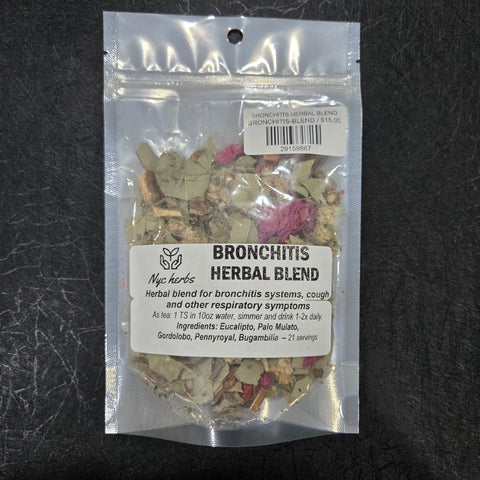 BRONCHITIS HERBAL BLEND
BRONCHITIS-BLEND / $15.00
28159867
Nyc herbs
BRONCHITIS
HERBAL BLEND
Herbal blend for bronchitis systems, cough
and other respiratory symptoms
As tea: 1 TS in 10oz water, simmer and drink 1-2x daily.
Ingredients: Eucalipto, Palo Mulato,
Gordolobo, Pennyroyal, Bugambilia – 21 servings